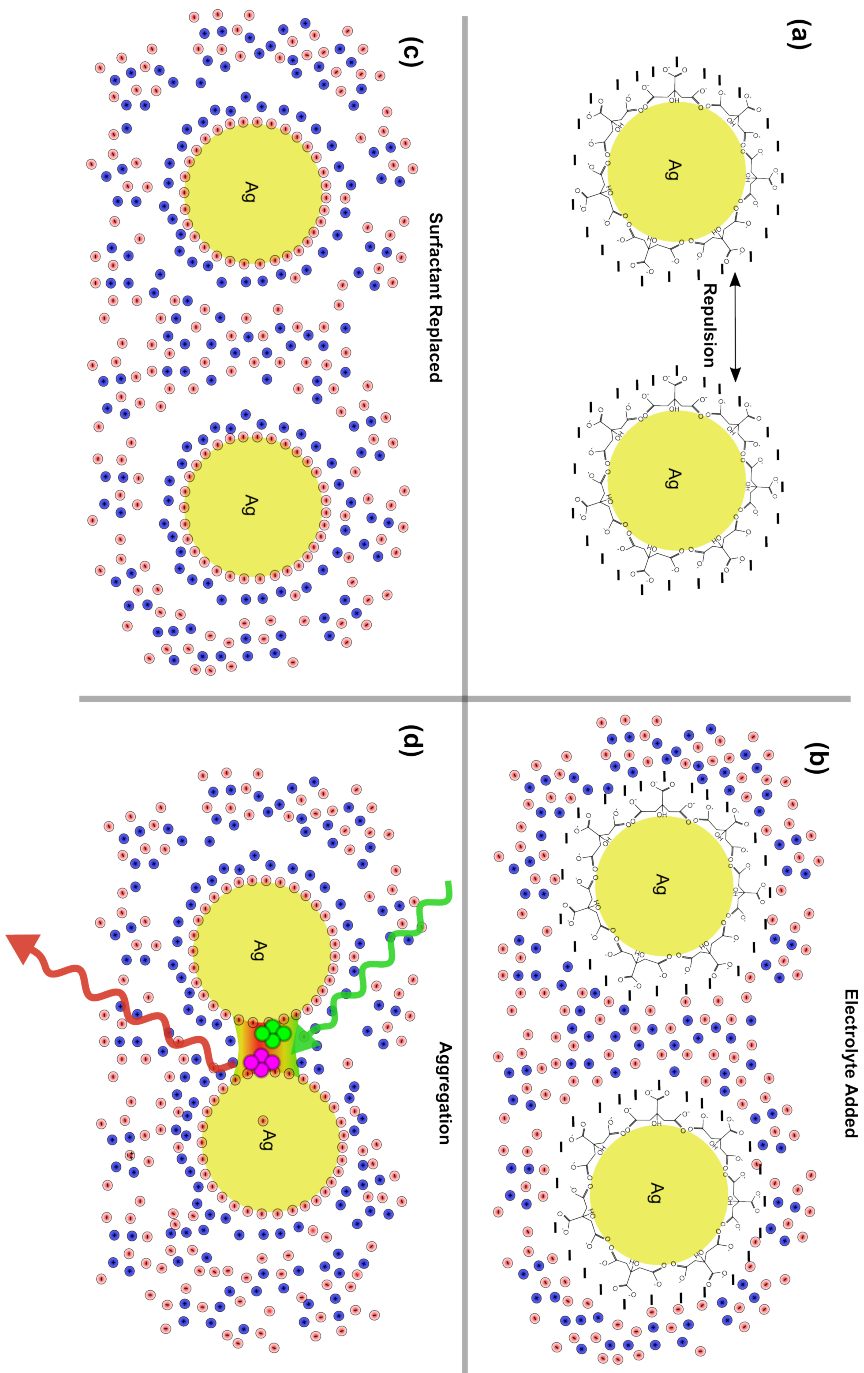 (a)
Ag
Repulsion
Ag
(b)
Electrolyte Added
Ag
Ag
(c)
Surfactant Replaced
Ag
Ag
(d)
Aggregation
Ag
Ag